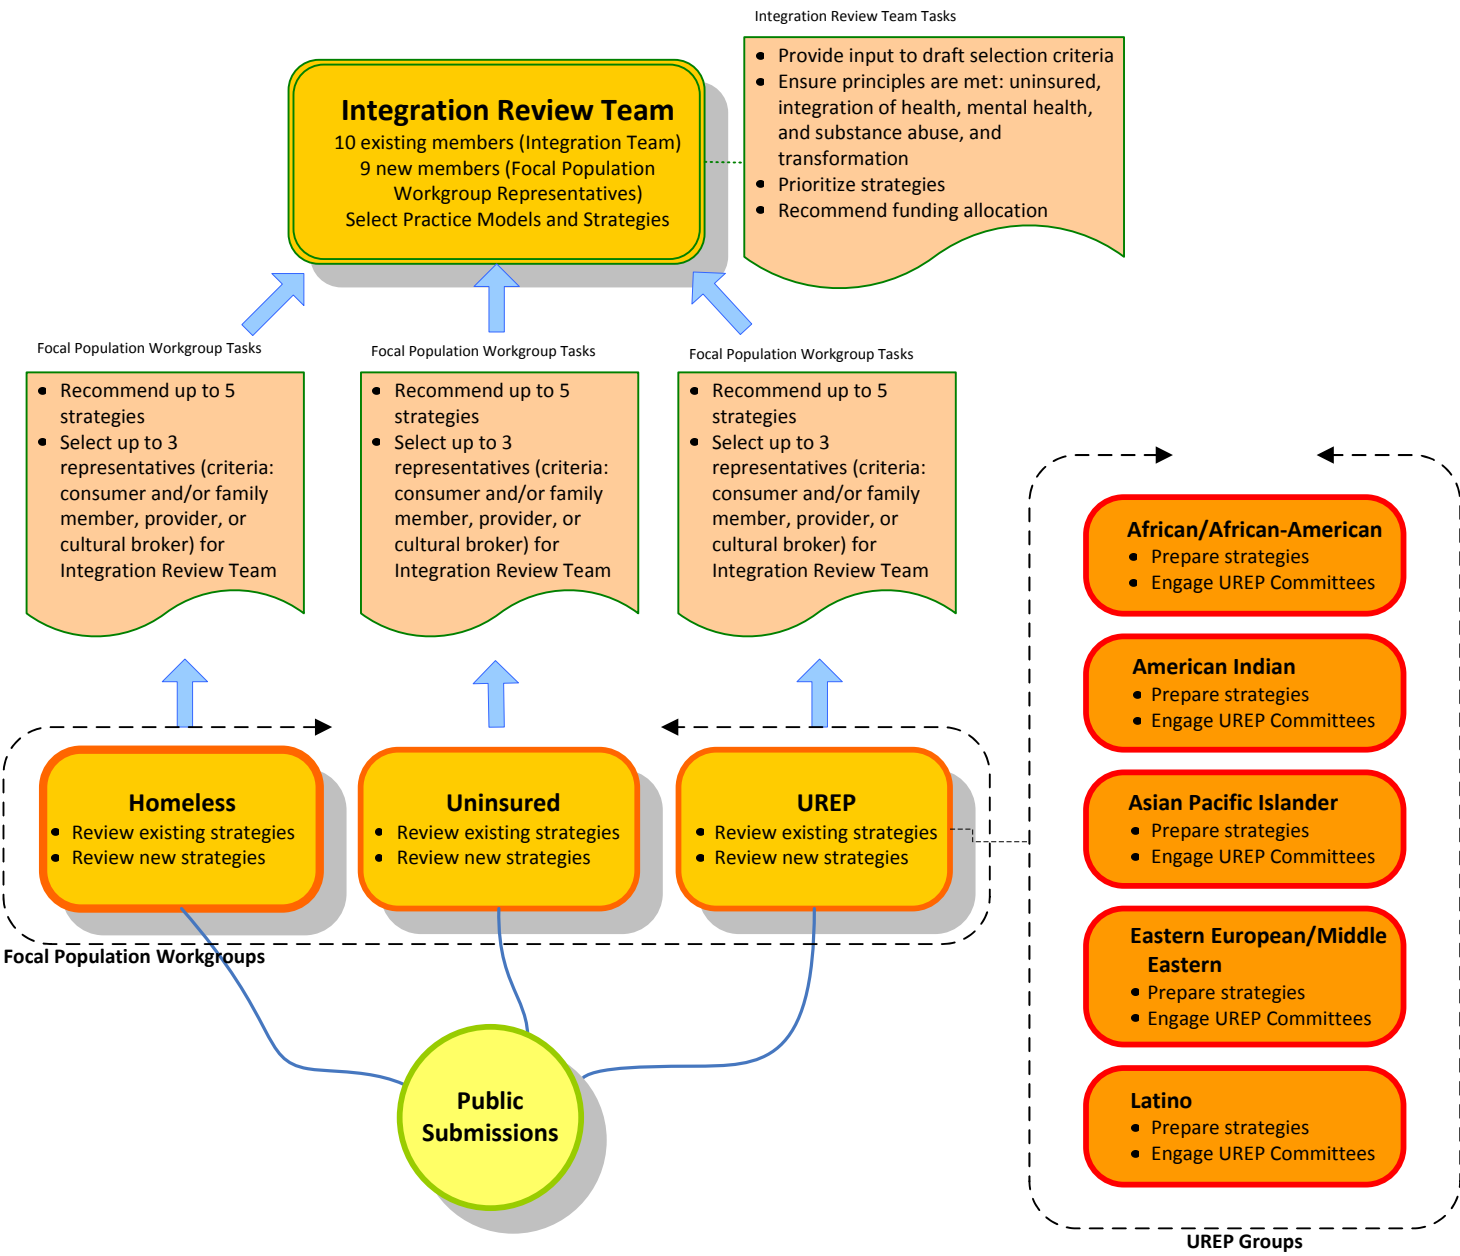 Integration Review Team Tasks
• Provide input to draft selection criteria
• Ensure principles are met: uninsured,
integration of health, mental health,
and substance abuse, and
transformation
• Prioritize strategies
• Recommend funding allocation
Integration Review Team
10 existing members (Integration Team)
9 new members (Focal Population
Workgroup Representatives)
Select Practice Models and Strategies
Focal Population Workgroup Tasks
• Recommend up to 5
strategies
• Select up to 3
representatives (criteria:
consumer and/or family
member, provider, or
cultural broker) for
Integration Review Team
Focal Population Workgroup Tasks
• Recommend up to 5
strategies
• Select up to 3
representatives (criteria:
consumer and/or family
member, provider, or
cultural broker) for
Integration Review Team
Focal Population Workgroup Tasks
• Recommend up to 5
strategies
• Select up to 3
representatives (criteria:
consumer and/or family
member, provider, or
cultural broker) for
Integration Review Team
Homeless
• Review existing strategies
• Review new strategies
Uninsured
• Review existing strategies
• Review new strategies
UREP
• Review existing strategies
• Review new strategies
Focal Population Workgroups
Public
Submissions
African/African-American
• Prepare strategies
• Engage UREP Committees
American Indian
• Prepare strategies
• Engage UREP Committees
Asian Pacific Islander
• Prepare strategies
• Engage UREP Committees
Eastern European/Middle
Eastern
• Prepare strategies
• Engage UREP Committees
Latino
• Prepare strategies
• Engage UREP Committees
UREP Groups